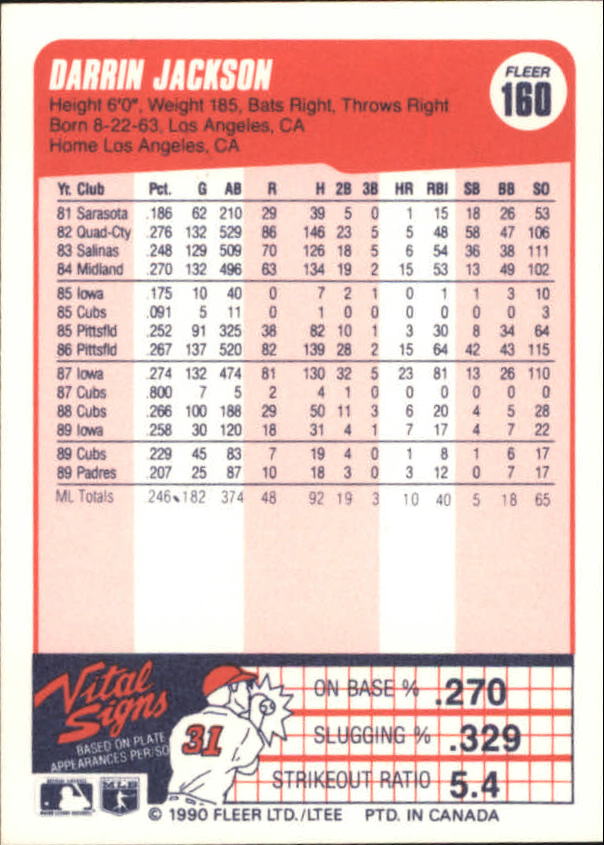 DARRIN JACKSON
FLEER
160
Height 6'0", Weight 185, Bats Right, Throws Right
Born 8-22-63, Los Angeles, CA
Home Los Angeles, CA
Yr. Club Pct. G AB R H 2B 3B HR RBI SB BB SO
81 Sarasota .186 62 210 29 39 5 0 1 15 18 26 53
82 Quad-Cty .276 132 529 86 146 23 5 5 48 58 47 106
83 Salinas .248 129 509 70 126 18 5 6 54 36 38 111
84 Midland .270 132 496 63 134 19 2 15 53 13 49 102
85 Iowa .175 10 40 0 7 2 1 0 1 1 3 10
85 Cubs .091 5 11 0 1 0 0 0 0 0 0 3
85 Pittsfld .252 91 325 38 82 10 1 3 30 8 34 64
86 Pittsfld .267 137 520 82 139 28 2 15 64 42 43 115
87 Iowa .274 132 474 81 130 32 5 23 81 13 26 110
87 Cubs .800 7 5 2 4 1 0 0 0 0 0 0
88 Cubs .266 100 188 29 50 11 3 6 20 4 5 28
89 Iowa .258 30 120 18 31 4 1 7 17 4 7 22
89 Cubs .229 45 83 7 19 4 0 1 8 1 6 17
89 Padres .207 25 87 10 18 3 0 3 12 0 7 17
ML Totals .246 182 374 48 92 19 3 10 40 5 18 65
Vital
Signs
BASED ON PLATE
APPEARANCES PER/SO
31
ON BASE % .270
SLUGGING % .329
STRIKEOUT RATIO 5.4
MLB
© 1990 FLEER LTD./LTEE PTD. IN CANADA